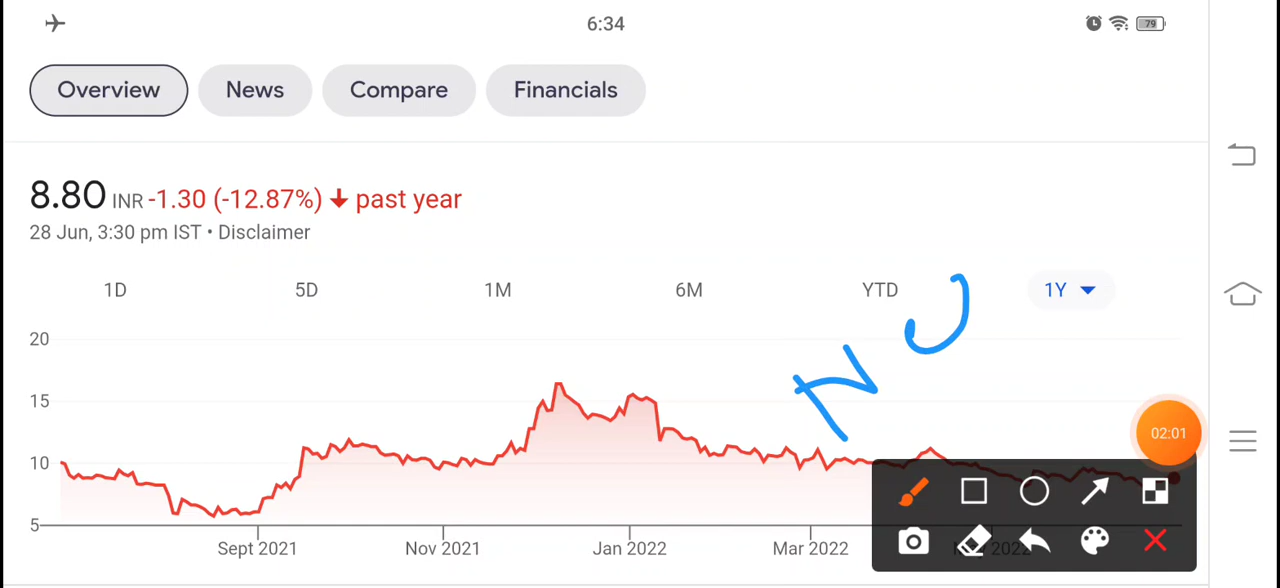 6:34
79
Overview News Compare Financials
8.80 INR -1.30 (-12.87%) ↓ past year
28 Jun, 3:30 pm IST • Disclaimer
1D 5D 1M 6M YTD 1Y
20
15
10
5
02:01
Sept 2021 Nov 2021 Jan 2022 Mar 2022 2022